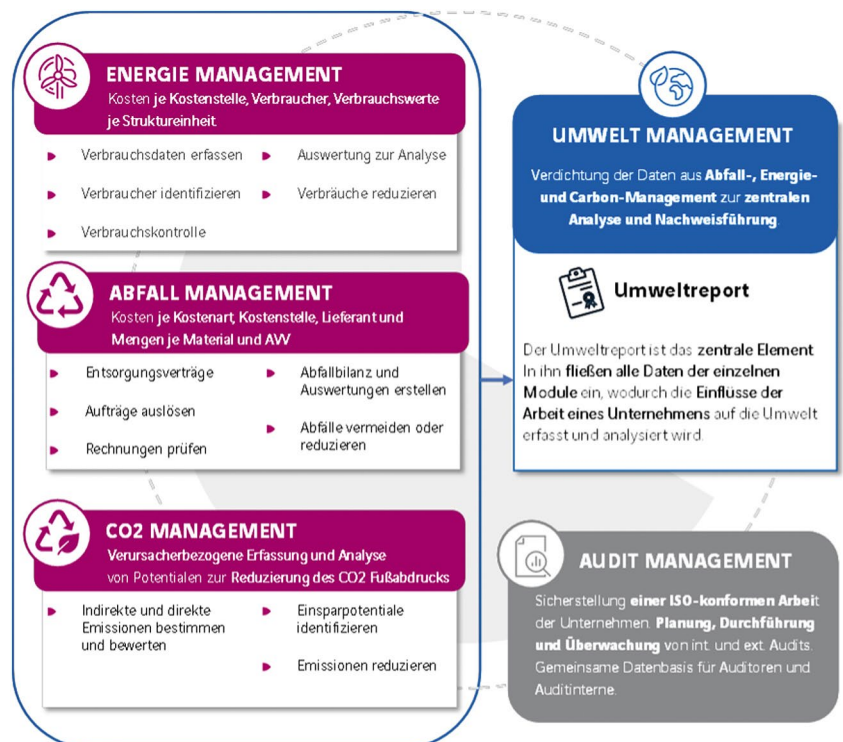 ENERGIE MANAGEMENT
Kosten je Kostenstelle, Verbraucher, Verbrauchswerte
je Struktureinheit
Verbrauchsdaten erfassen
Verbraucher identifizieren
Verbrauchskontrolle
Auswertung zur Analyse
Verbräuche reduzieren
ABFALL MANAGEMENT
Kosten je Kostenart, Kostenstelle, Lieferant und
Mengen je Material und AVV
Entsorgungsverträge
Aufträge auslösen
Rechnungen prüfen
Abfallbilanz und
Auswertungen erstellen
Abfälle vermeiden oder
reduzieren
CO2 MANAGEMENT
Verursacherbezogene Erfassung und Analyse
von Potentialen zur Reduzierung des CO2 Fußabdrucks
Indirekte und direkte
Emissionen bestimmen
und bewerten
Einsparpotentiale
identifizieren
Emissionen reduzieren
UMWELT MANAGEMENT
Verdichtung der Daten aus Abfall-, Energie-
und Carbon-Management zur zentralen
Analyse und Nachweisführung.
Umweltreport
Der Umweltreport ist das zentrale Element
In ihn fließen alle Daten der einzelnen
Module ein, wodurch die Einflüsse der
Arbeit eines Unternehmens auf die Umwelt
erfasst und analysiert wird.
AUDIT MANAGEMENT
Sicherstellung einer ISO-konformen Arbeit
der Unternehmen. Planung, Durchführung
und Überwachung von int. und ext. Audits.
Gemeinsame Datenbasis für Auditoren und
Auditinterne.